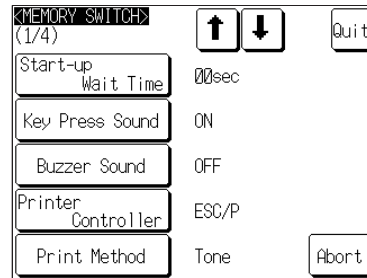 <MEMORY SWITCH>
(1/4)
↑ ↓ Quit
Start-up
Wait Time 00sec
Key Press Sound ON
Buzzer Sound OFF
Printer
Controller ESC/P
Print Method Tone Abort